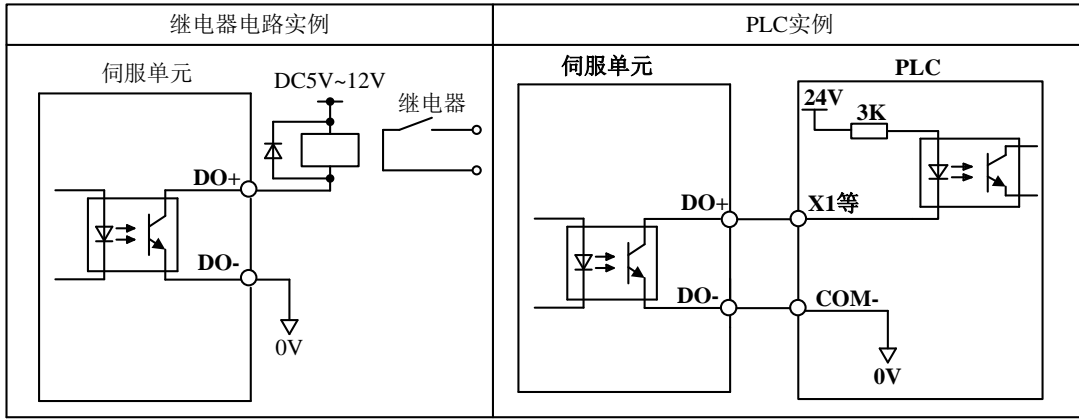 继电器电路实例
PLC实例
伺服单元
DC5V~12V
继电器
DO+
DO-
0V
伺服单元
PLC
24V
3K
DO+
X1等
DO-
COM-
0V